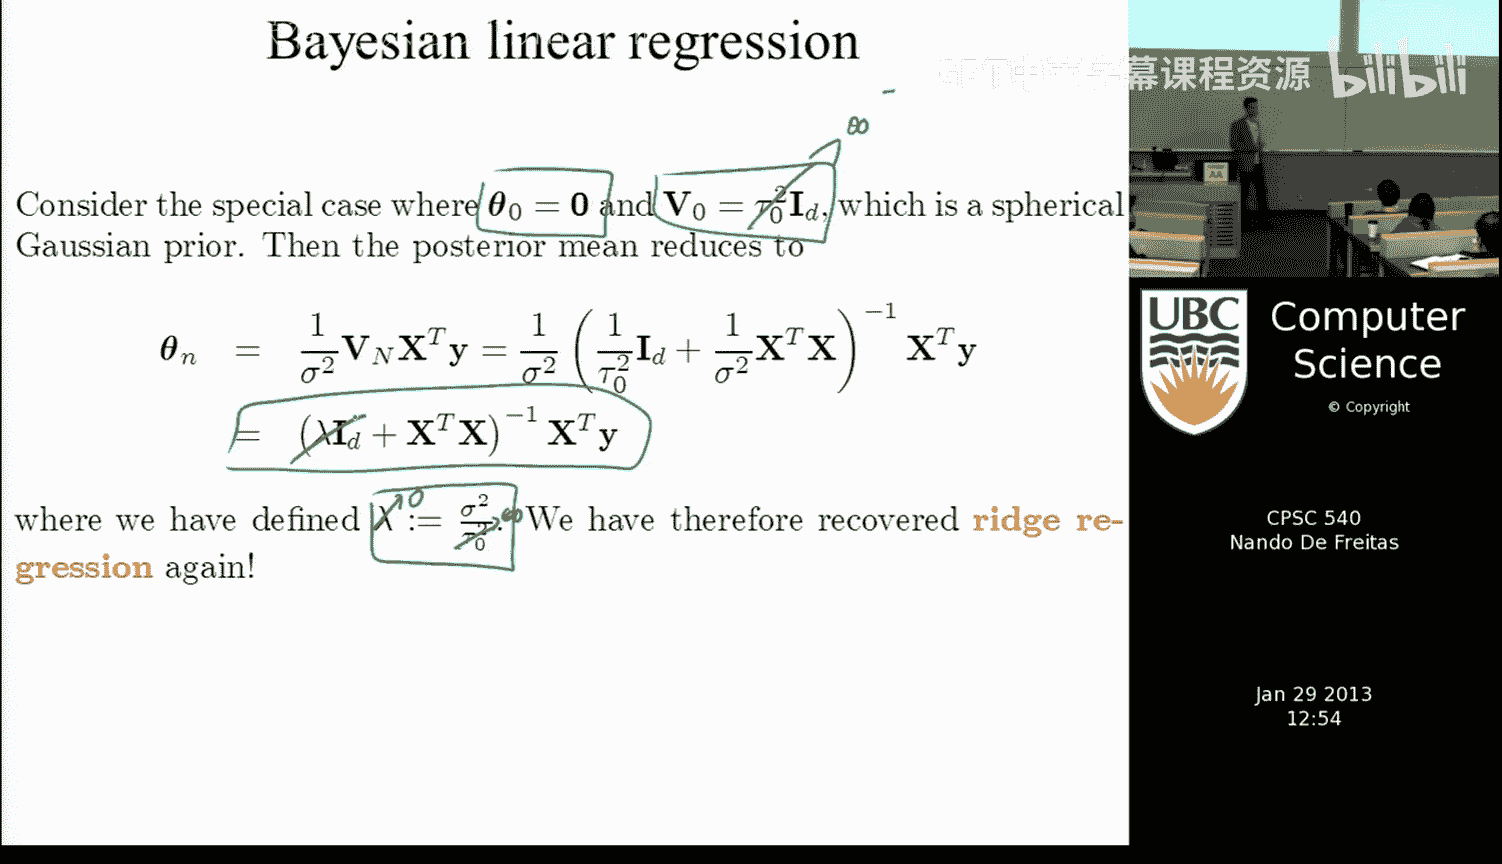 Bayesian linear regression
幕课程资源 bilibili
∞
Consider the special case where θ₀ = 0 and V₀ = τ₀²I_d, which is a spherical
Gaussian prior. Then the posterior mean reduces to
θₙ = 1/σ² V_N Xᵀy = 1/σ² (1/τ₀² I_d + 1/σ² XᵀX)⁻¹ Xᵀy
= (λI_d + XᵀX)⁻¹ Xᵀy
0
where we have defined λ := σ²/τ₀². ∞ We have therefore recovered ridge re-
gression again!
UBC
Computer
Science
© Copyright
CPSC 540
Nando De Freitas
Jan 29 2013
12:54